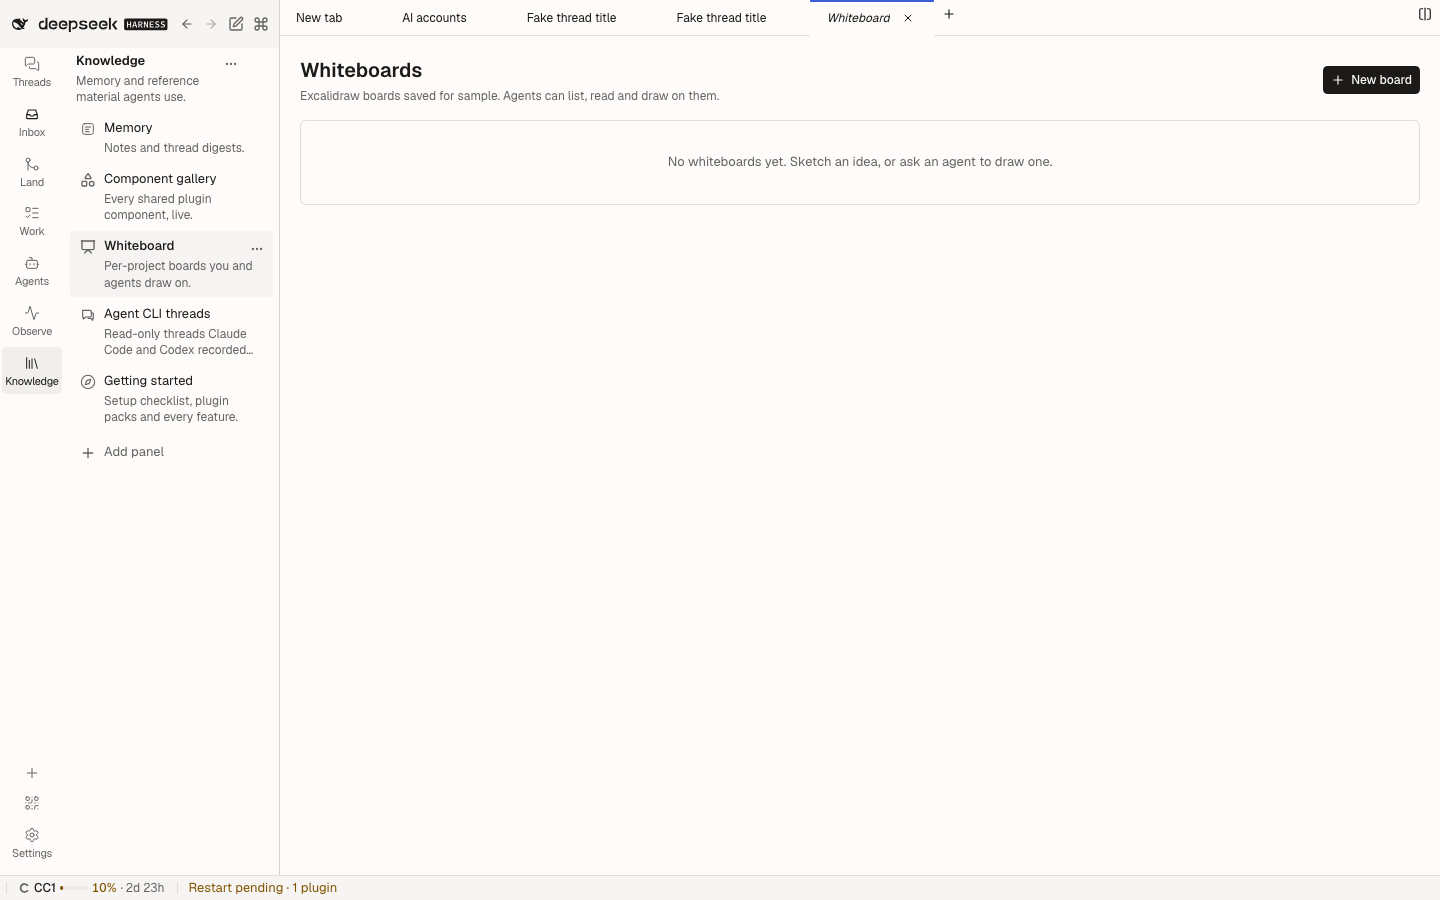 deepseek HARNESS
New tab
AI accounts
Fake thread title
Fake thread title
Whiteboard
Threads
Inbox
Land
Work
Agents
Observe
Knowledge
Settings
Knowledge
Memory and reference
material agents use.
Memory
Notes and thread digests.
Component gallery
Every shared plugin
component, live.
Whiteboard
Per-project boards you and
agents draw on.
Agent CLI threads
Read-only threads Claude
Code and Codex recorded...
Getting started
Setup checklist, plugin
packs and every feature.
Add panel
Whiteboards
Excalidraw boards saved for sample. Agents can list, read and draw on them.
New board
No whiteboards yet. Sketch an idea, or ask an agent to draw one.
C CC1 10% · 2d 23h
Restart pending · 1 plugin